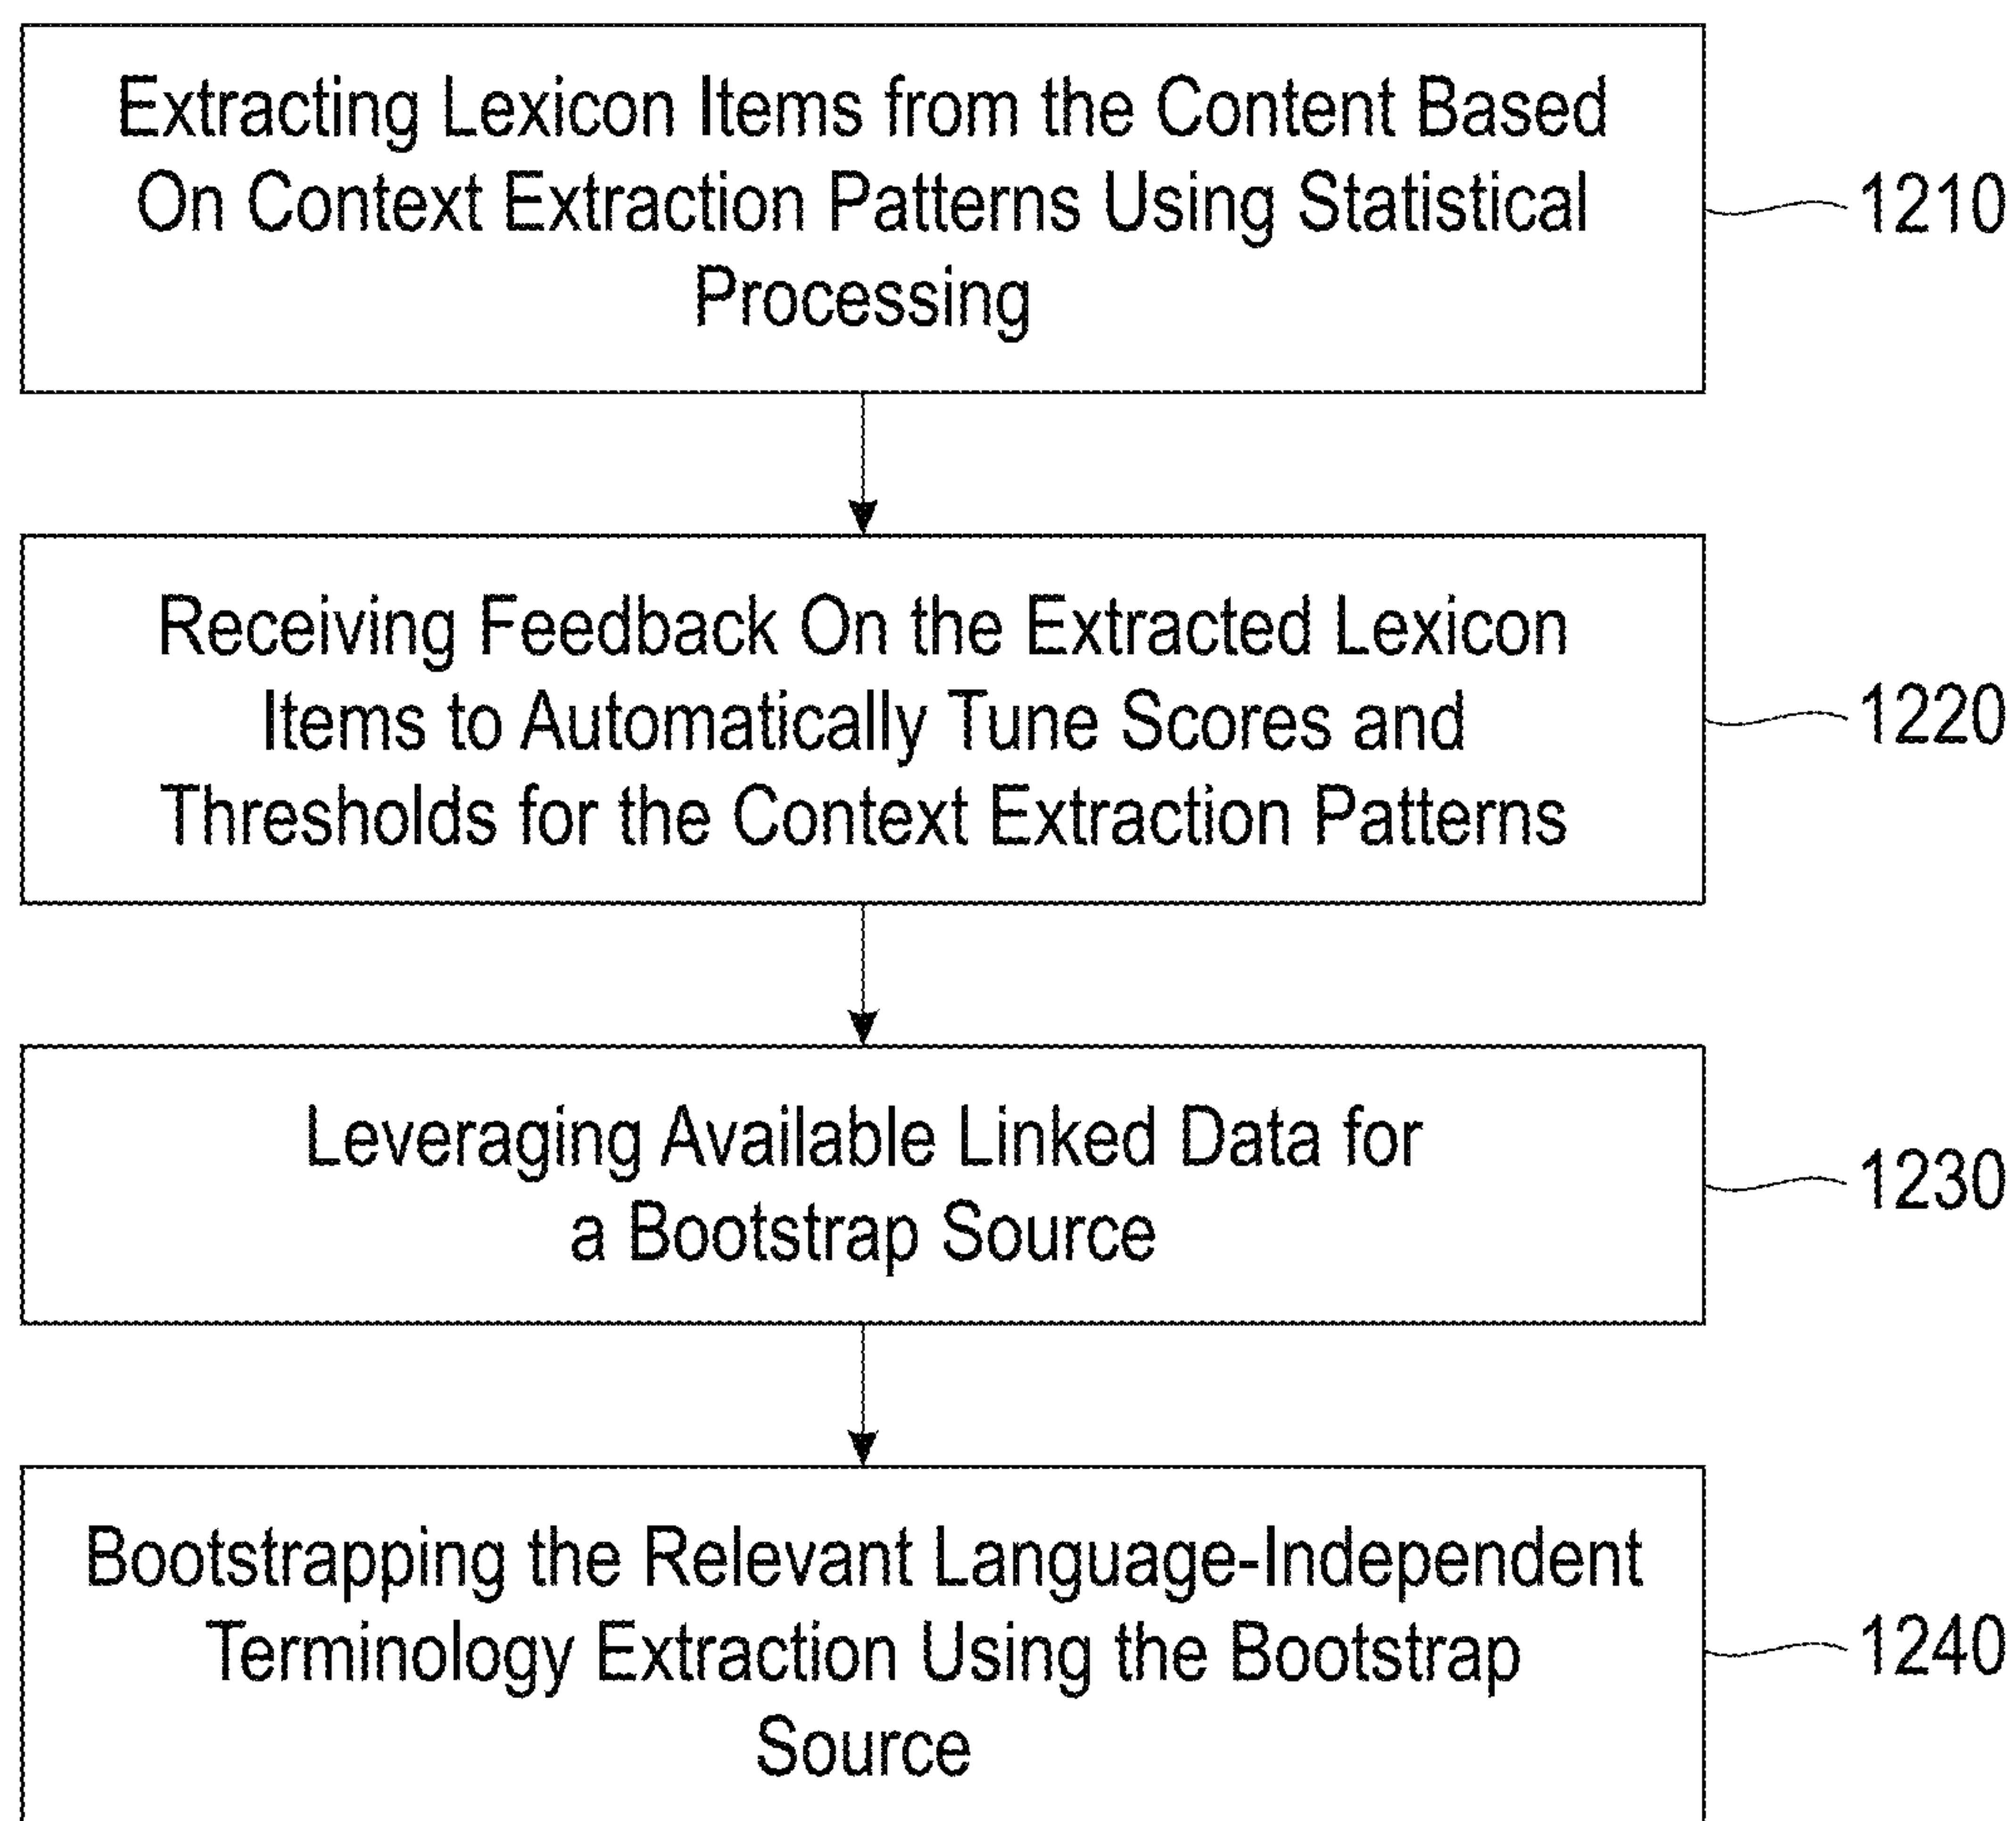 Extracting Lexicon Items from the Content Based
On Context Extraction Patterns Using Statistical
Processing
1210
Receiving Feedback On the Extracted Lexicon
Items to Automatically Tune Scores and
Thresholds for the Context Extraction Patterns
1220
Leveraging Available Linked Data for
a Bootstrap Source
1230
Bootstrapping the Relevant Language-Independent
Terminology Extraction Using the Bootstrap
Source
1240